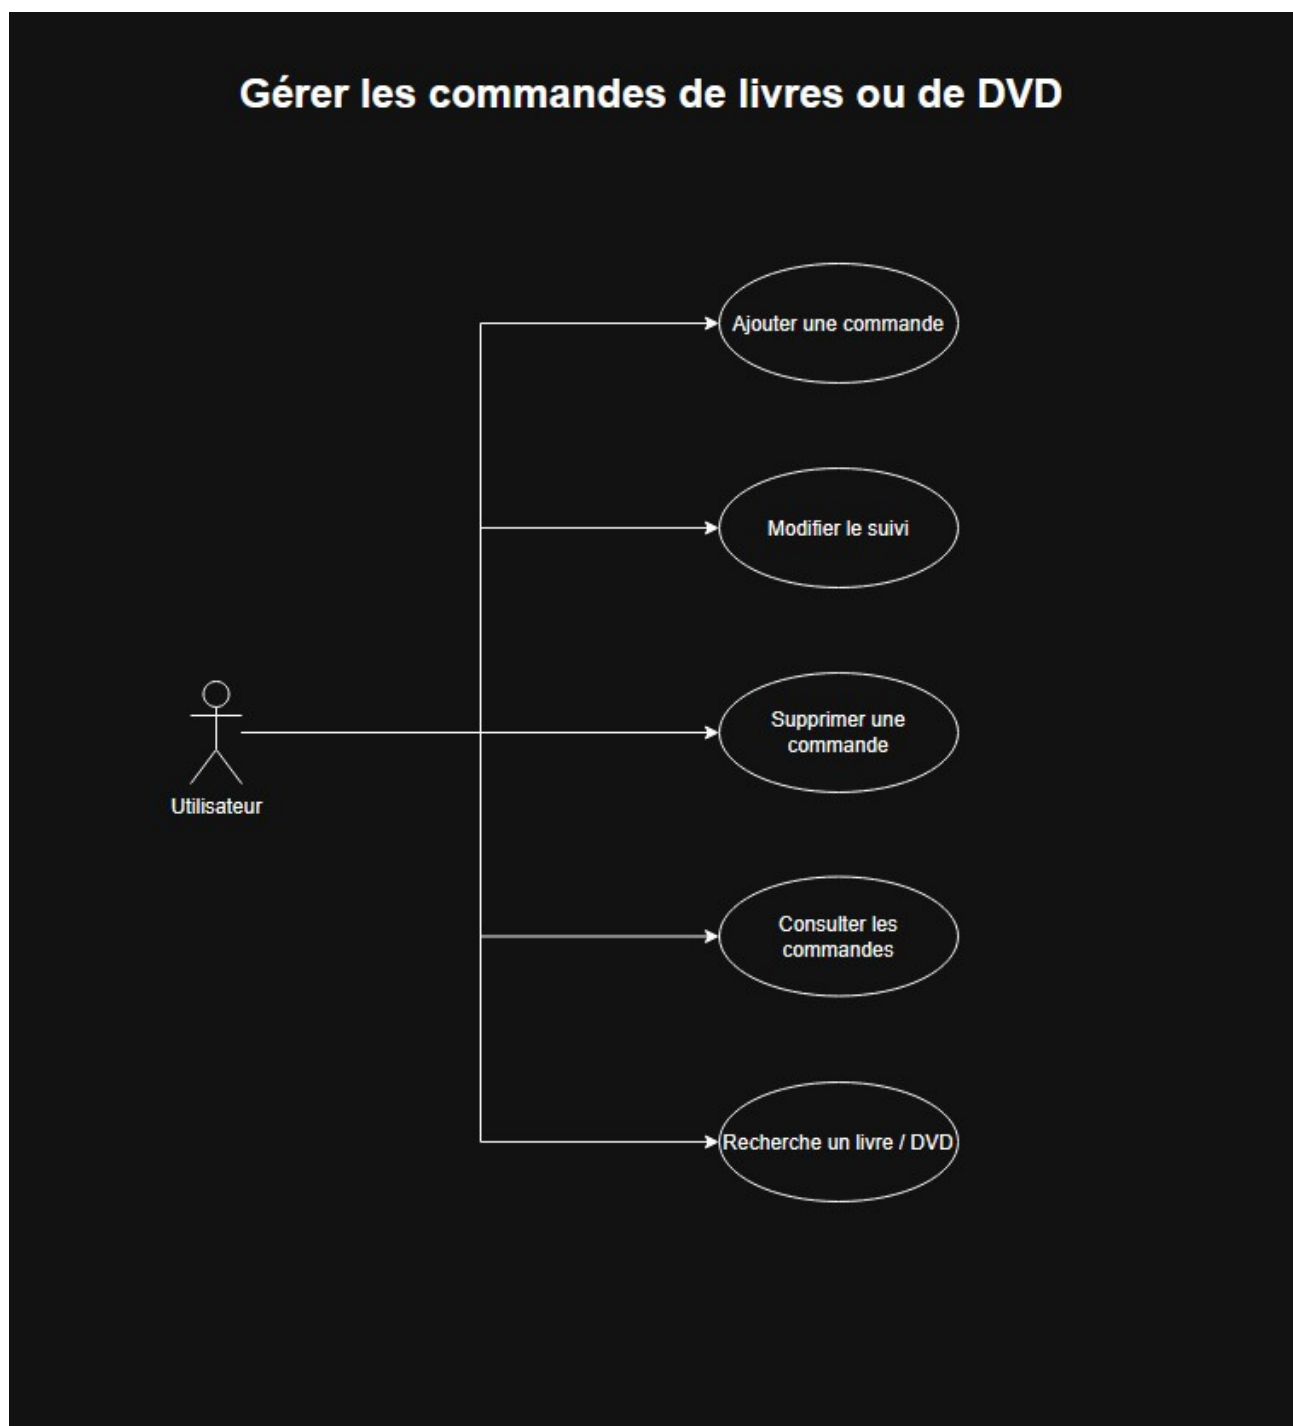 Gérer les commandes de livres ou de DVD
Ajouter une commande
Modifier le suivi
Supprimer une
commande
Utilisateur
Consulter les
commandes
Recherche un livre / DVD